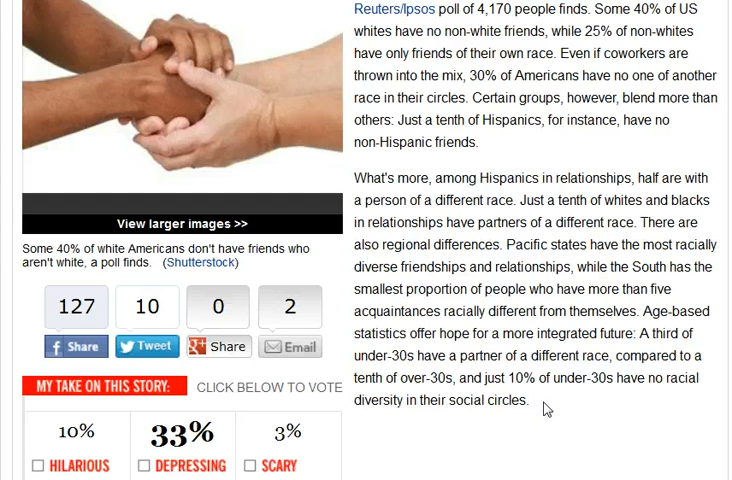 Reuters/Ipsos poll of 4,170 people finds. Some 40% of US
whites have no non-white friends, while 25% of non-whites
have only friends of their own race. Even if coworkers are
thrown into the mix, 30% of Americans have no one of another
race in their circles. Certain groups, however, blend more than
others: Just a tenth of Hispanics, for instance, have no
non-Hispanic friends.
What's more, among Hispanics in relationships, half are with
a person of a different race. Just a tenth of whites and blacks
in relationships have partners of a different race. There are
also regional differences. Pacific states have the most racially
diverse friendships and relationships, while the South has the
smallest proportion of people who have more than five
acquaintances racially different from themselves. Age-based
statistics offer hope for a more integrated future: A third of
under-30s have a partner of a different race, compared to a
tenth of over-30s, and just 10% of under-30s have no racial
diversity in their social circles.
View larger images >>
Some 40% of white Americans don't have friends who
aren't white, a poll finds. (Shutterstock)
127 10 0 2
f Share Tweet g+1 Share Email
MY TAKE ON THIS STORY: CLICK BELOW TO VOTE
10% 33% 3%
HILARIOUS DEPRESSING SCARY